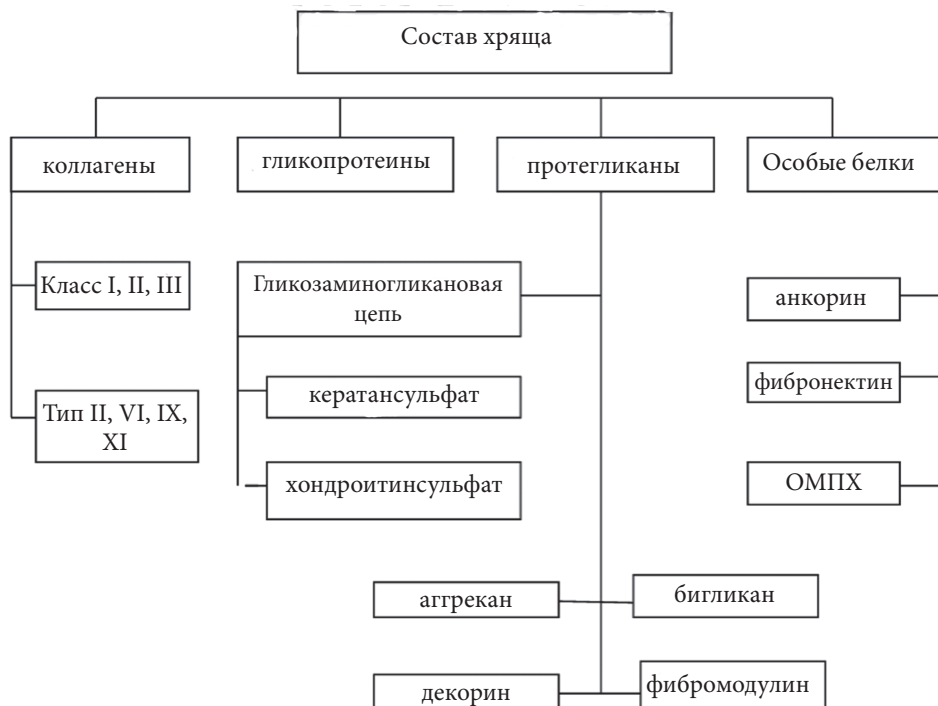 Состав хряща
коллагены
гликопротеины
протегликаны
Особые белки
Класс I, II, III
Тип II, VI, IX,
XI
Гликозаминогликановая
цепь
кератансульфат
хондроитинсульфат
анкорин
фибронектин
ОМПХ
аггрекан
бигликан
декорин
фибромодулин